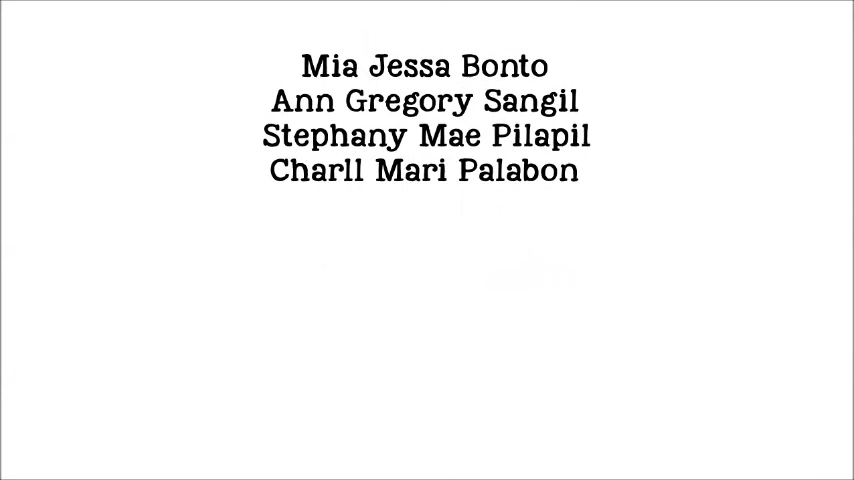 Mia Jessa Bonto
Ann Gregory Sangil
Stephany Mae Pilapil
Charll Mari Palabon